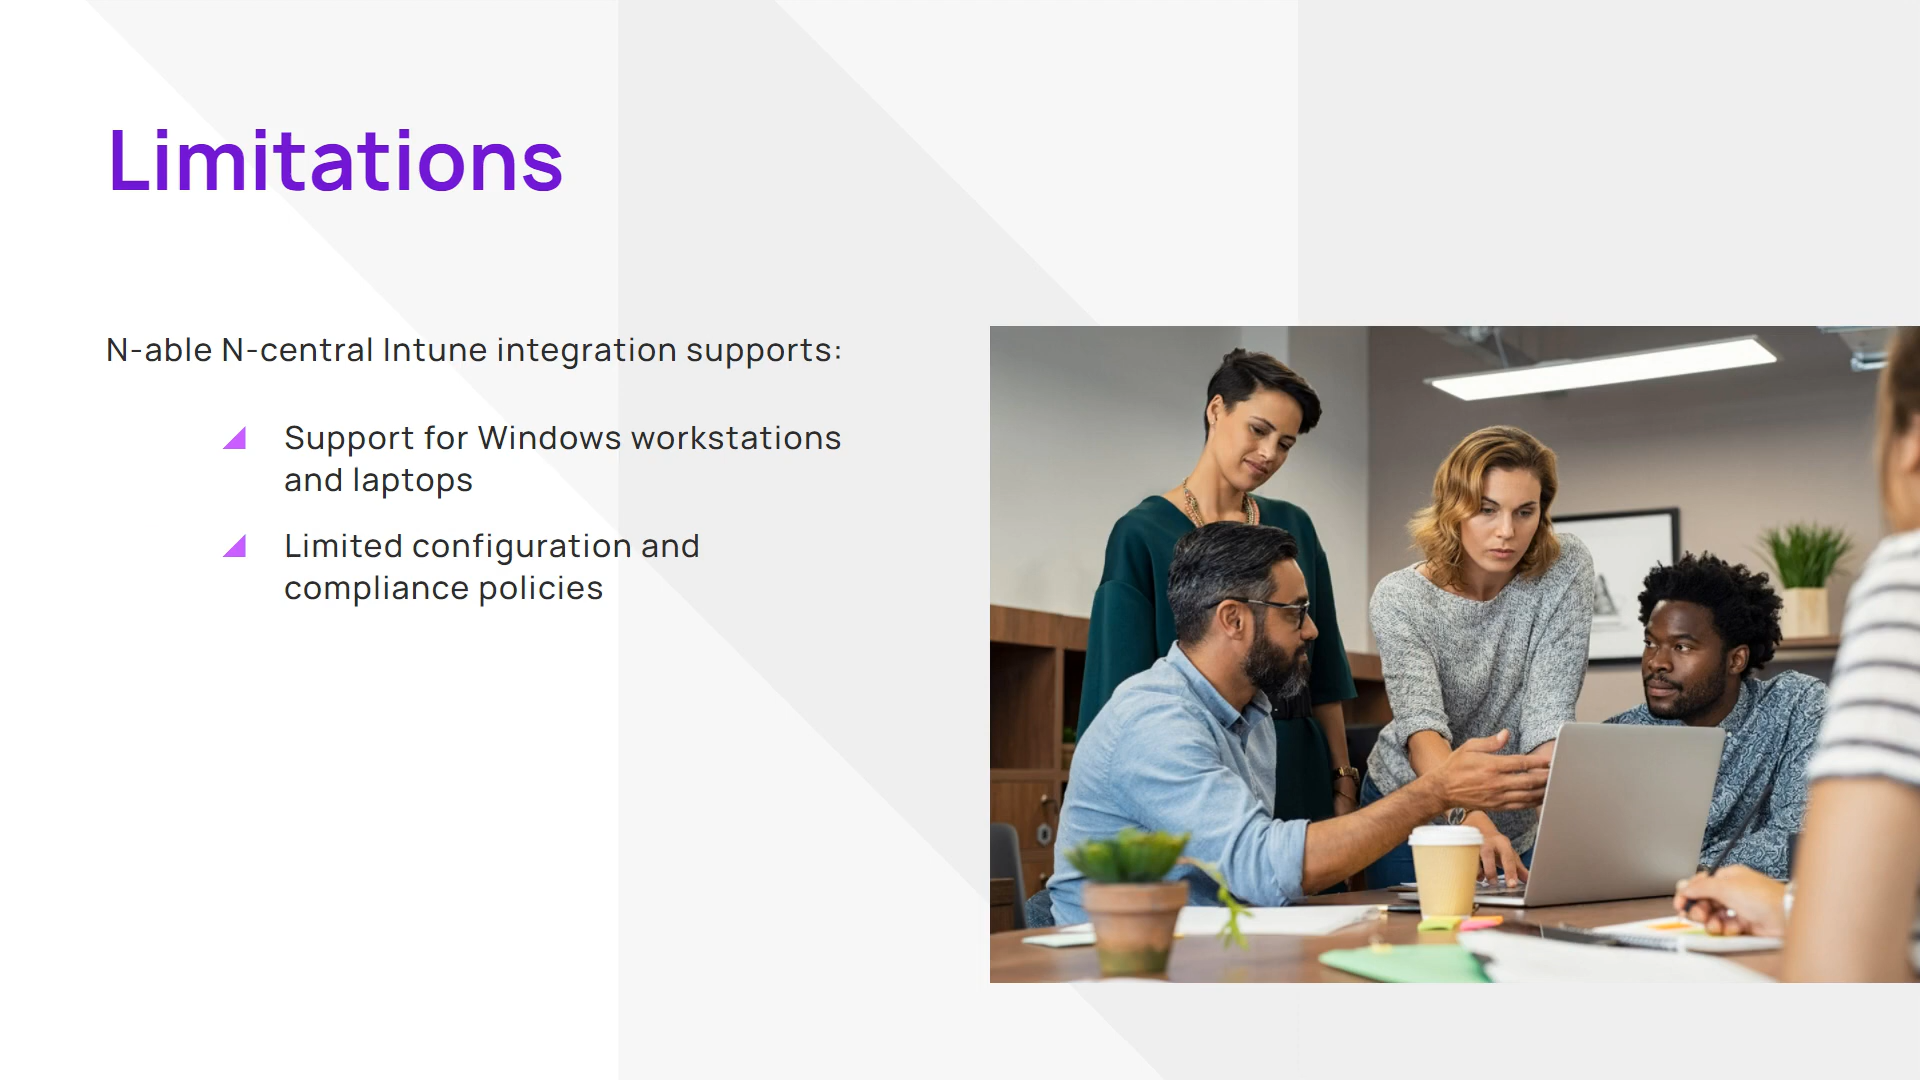 Limitations
N-able N-central Intune integration supports:
Support for Windows workstations
and laptops
Limited configuration and
compliance policies